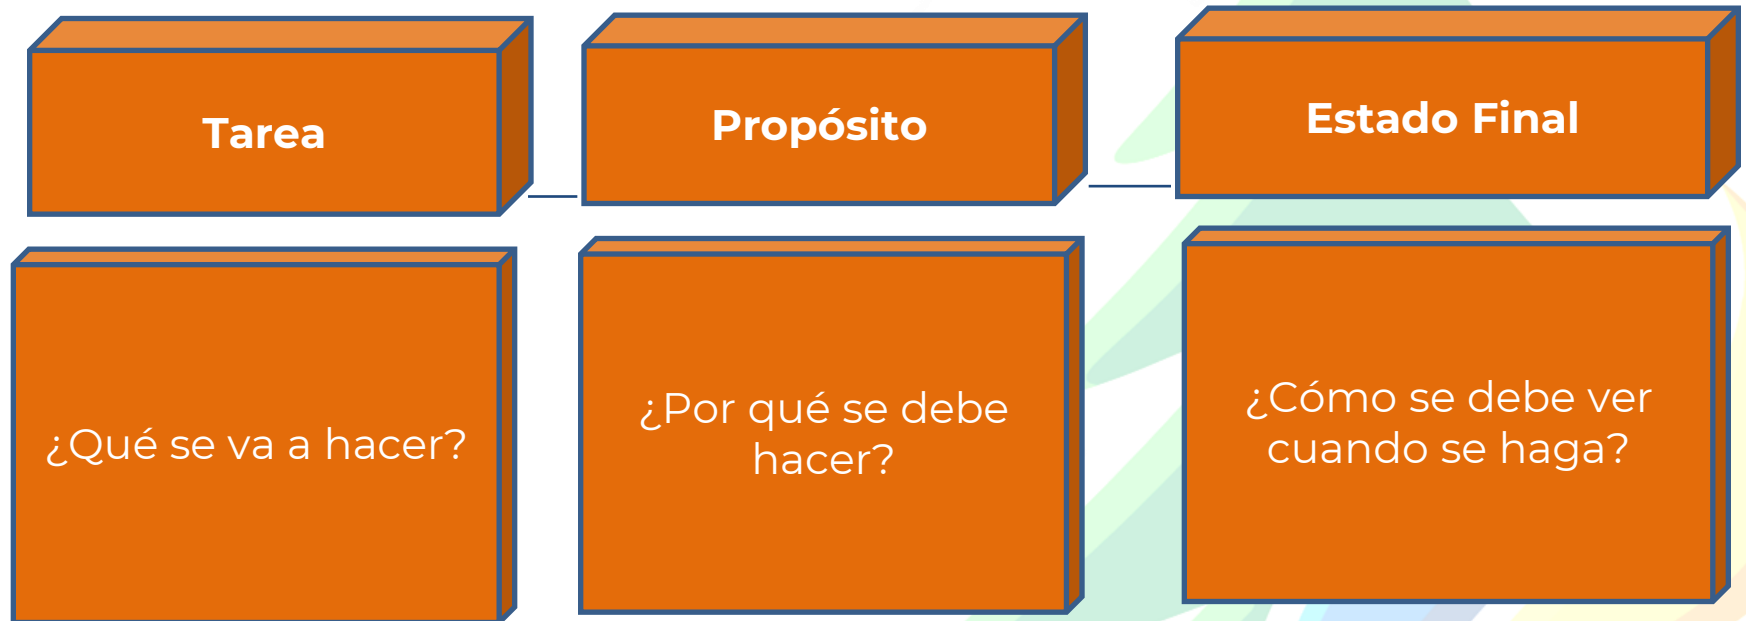 Tarea
Propósito
Estado Final
¿Qué se va a hacer?
¿Por qué se debe
hacer?
¿Cómo se debe ver
cuando se haga?